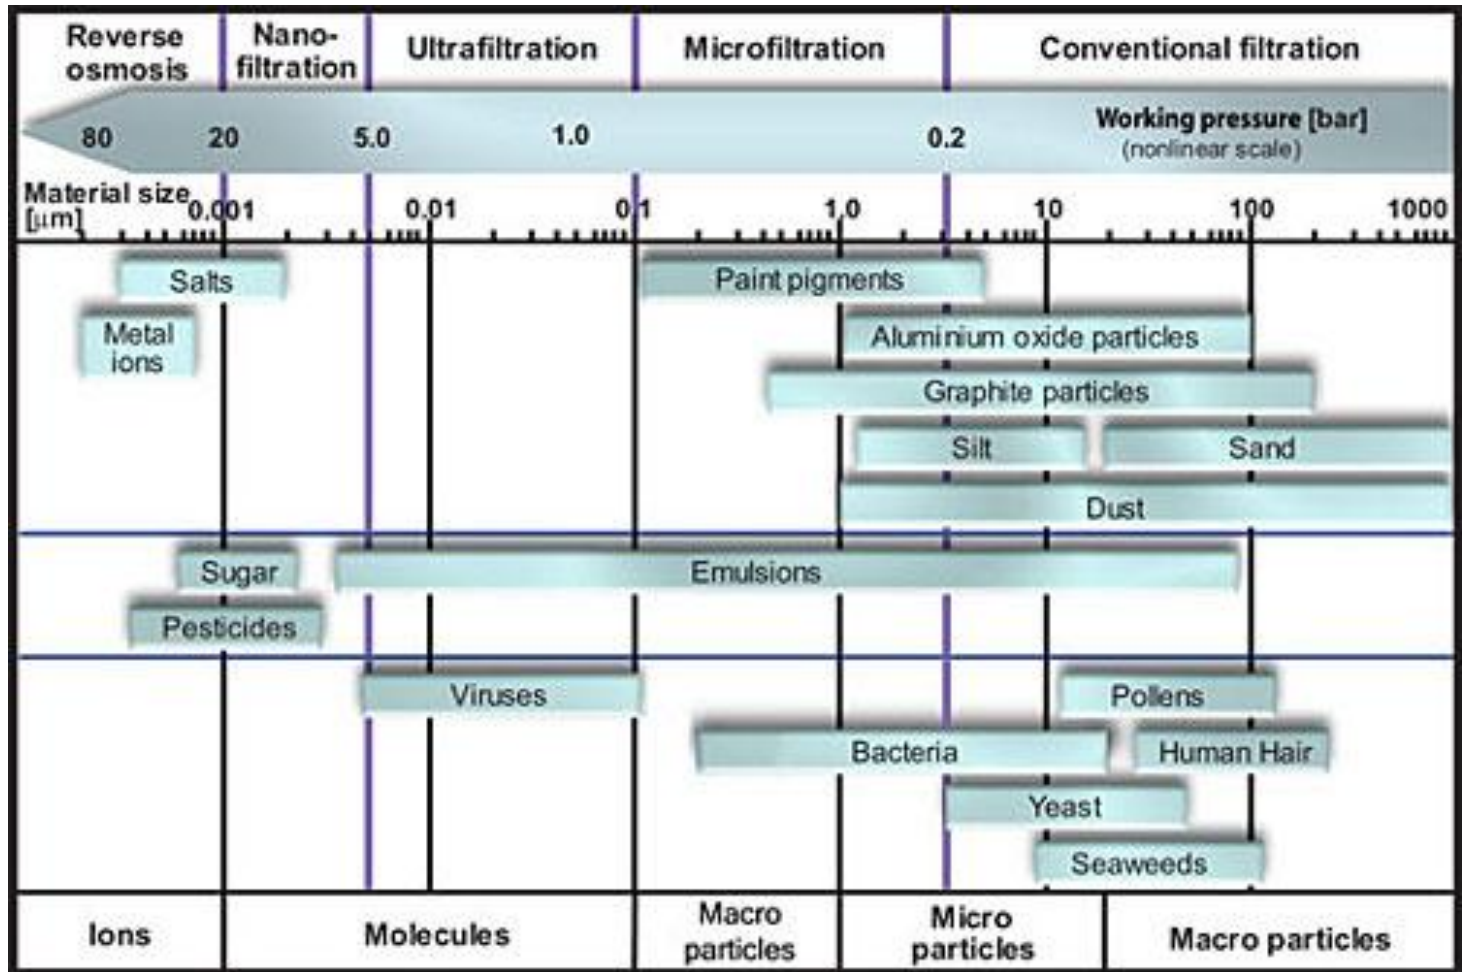 Reverse
osmosis
Nano-
filtration
Ultrafiltration
Microfiltration
Conventional filtration
80
20
5.0
1.0
0.2
Working pressure [bar]
(nonlinear scale)
Material size
[µm]
0.001
0.01
0.1
1.0
10
100
1000
Salts
Paint pigments
Metal
ions
Aluminium oxide particles
Graphite particles
Silt
Sand
Dust
Sugar
Emulsions
Pesticides
Viruses
Pollens
Bacteria
Human Hair
Yeast
Seaweeds
Ions
Molecules
Macro
particles
Micro
particles
Macro particles